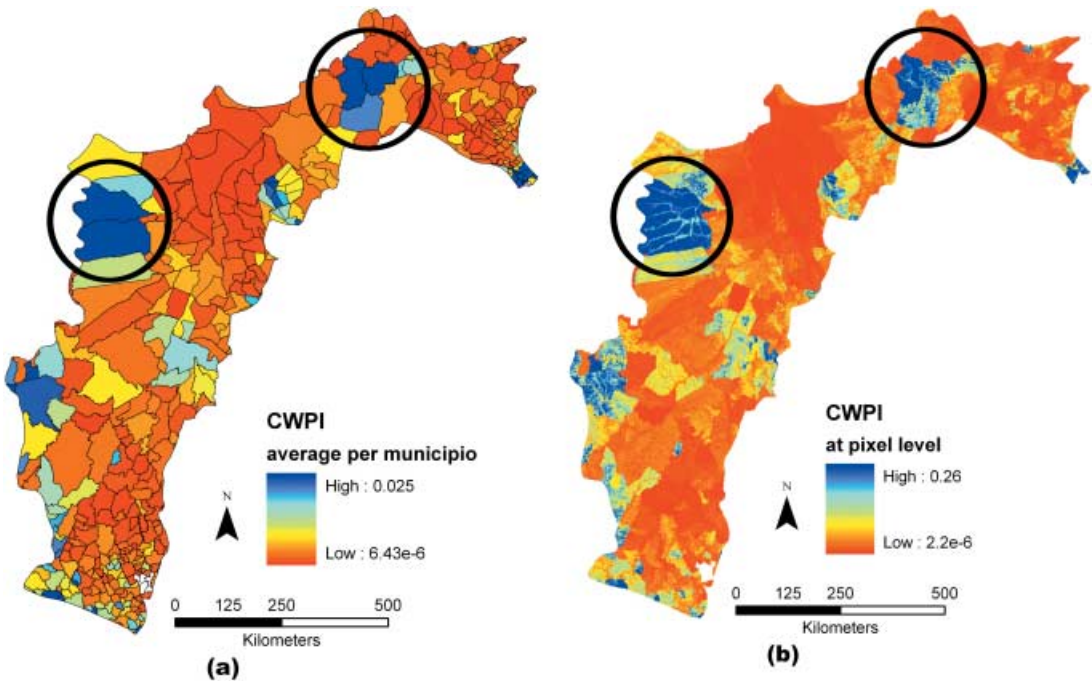 CWPI
average per municipio
High : 0.025
Low : 6.43e-6
N
0 125 250 500
Kilometers
(a)
CWPI
at pixel level
High : 0.26
Low : 2.2e-6
N
0 125 250 500
Kilometers
(b)